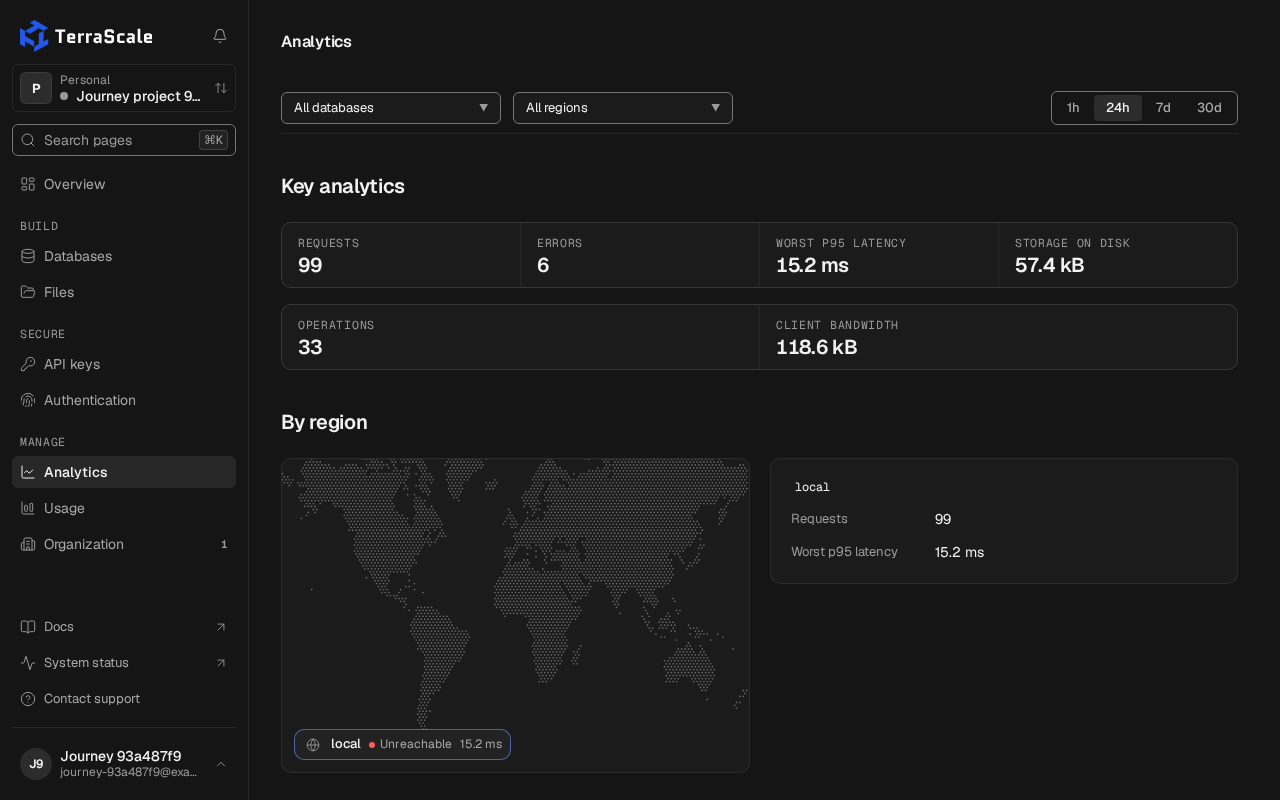 TerraScale
P
Personal
Journey project 9...
Search pages
⌘K
Overview
BUILD
Databases
Files
SECURE
API keys
Authentication
MANAGE
Analytics
Usage
Organization 1
Docs
System status
Contact support
J9
Journey 93a487f9
journey-93a487f9@exa...
Analytics
All databases
All regions
1h 24h 7d 30d
Key analytics
REQUESTS
99
ERRORS
6
WORST P95 LATENCY
15.2 ms
STORAGE ON DISK
57.4 kB
OPERATIONS
33
CLIENT BANDWIDTH
118.6 kB
By region
local Unreachable 15.2 ms
local
Requests 99
Worst p95 latency 15.2 ms